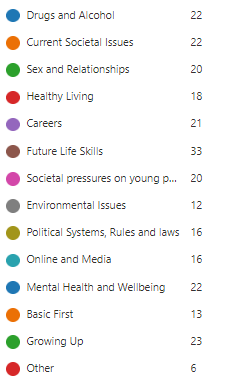 Drugs and Alcohol 22
Current Societal Issues 22
Sex and Relationships 20
Healthy Living 18
Careers 21
Future Life Skills 33
Societal pressures on young p... 20
Environmental Issues 12
Political Systems, Rules and laws 16
Online and Media 16
Mental Health and Wellbeing 22
Basic First 13
Growing Up 23
Other 6